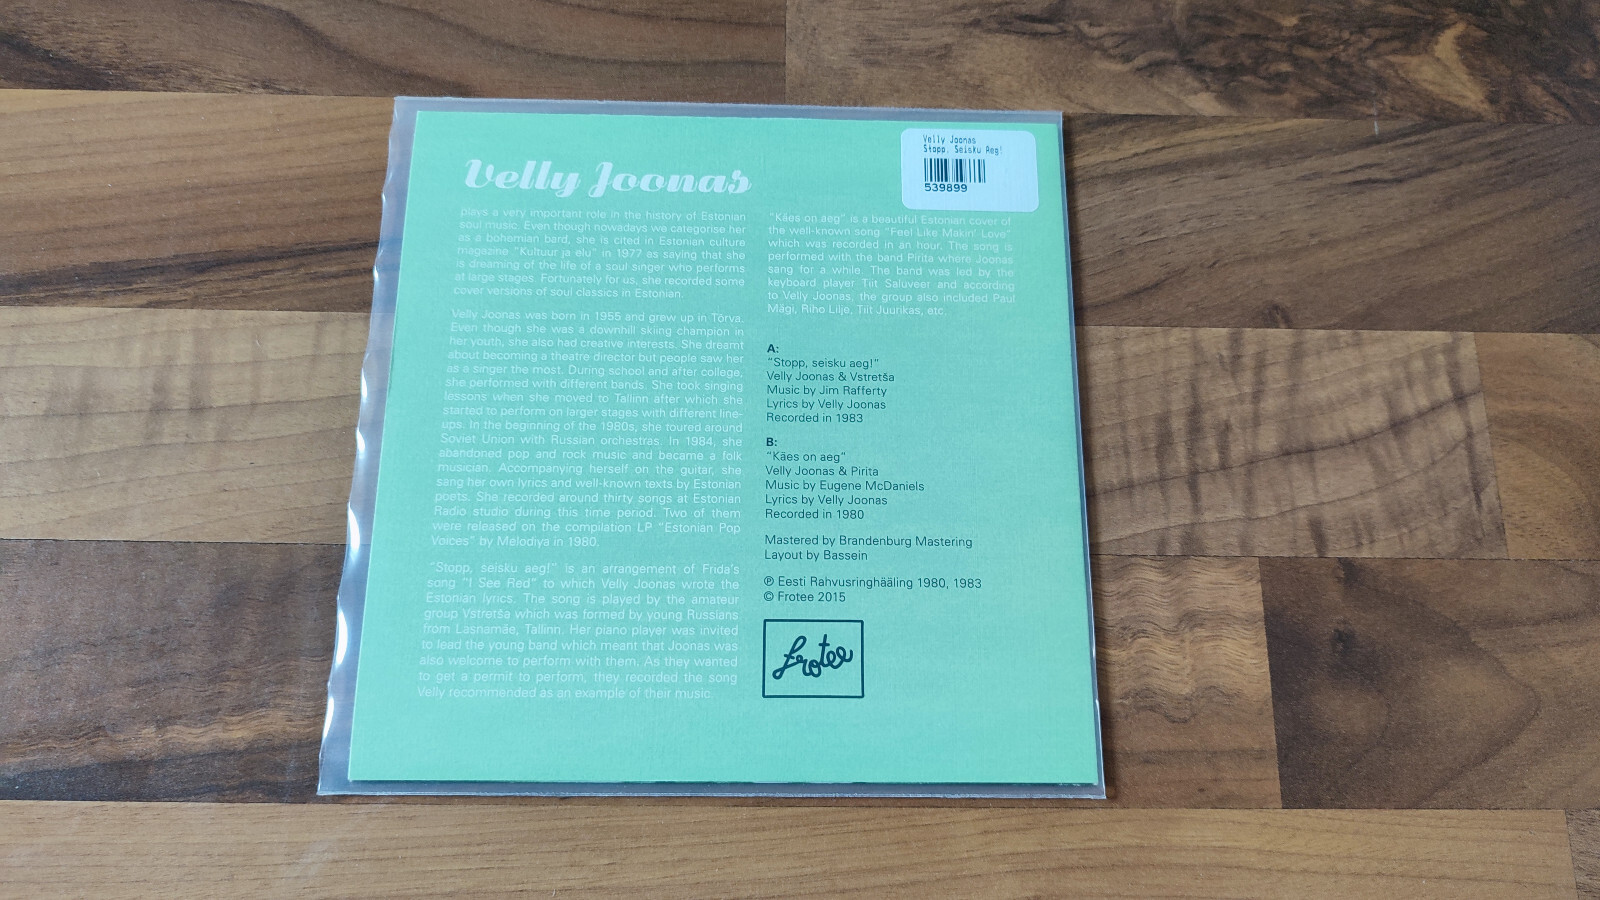 Velly Joonas
Stopp, Seisku Aeg!
539899
Velly Joonas
plays a very important role in the history of Estonian
soul music. Even though nowadays we categorise her
as a bohemian bard, she is cited in Estonian culture
magazine "Kultuur ja elu" in 1977 as saying that she
is dreaming of the life of a soul singer who performs
at large stages. Fortunately for us, she recorded some
cover versions of soul classics in Estonian.
Velly Joonas was born in 1955 and grew up in Tõrva.
Even though she was a downhill skiing champion in
her youth, she also had creative interests. She dreamt
about becoming a theatre director but people saw her
as a singer the most. During school and after college,
she performed with different bands. She took singing
lessons when she moved to Tallinn after which she
started to perform on larger stages with different line-
ups. In the beginning of the 1980s, she toured around
Soviet Union with Russian orchestras. In 1984, she
abandoned pop and rock music and became a folk
musician. Accompanying herself on the guitar, she
sang her own lyrics and well-known texts by Estonian
poets. She recorded around thirty songs at Estonian
Radio studio during this time period. Two of them
were released on the compilation LP "Estonian Pop
Voices" by Melodiya in 1980.
"Stopp, seisku aeg!" is an arrangement of Frida's
song "I See Red" to which Velly Joonas wrote the
Estonian lyrics. The song is played by the amateur
group Vstretša which was formed by young Russians
from Lasnamäe, Tallinn. Her piano player was invited
to lead the young band which meant that Joonas was
also welcome to perform with them. As they wanted
to get a permit to perform, they recorded the song
Velly recommended as an example of their music.
"Käes on aeg" is a beautiful Estonian cover of
the well-known song "Feel Like Makin' Love"
which was recorded in an hour. The song is
performed with the band Pirita where Joonas
sang for a while. The band was led by the
keyboard player Tiit Saluveer and according
to Velly Joonas, the group also included Paul
Mägi, Riho Lilje, Tiit Juurikas, etc.
A:
"Stopp, seisku aeg!"
Velly Joonas & Vstretša
Music by Jim Rafferty
Lyrics by Velly Joonas
Recorded in 1983
B:
"Käes on aeg"
Velly Joonas & Pirita
Music by Eugene McDaniels
Lyrics by Velly Joonas
Recorded in 1980
Mastered by Brandenburg Mastering
Layout by Bassein
℗ Eesti Rahvusringhääling 1980, 1983
© Frotee 2015
frotee